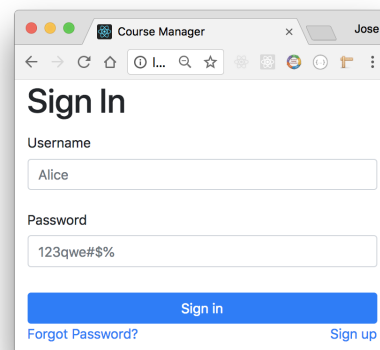 Course Manager
Jose
l...
Sign In
Username
Alice
Password
123qwe#$%
Sign in
Forgot Password? Sign up